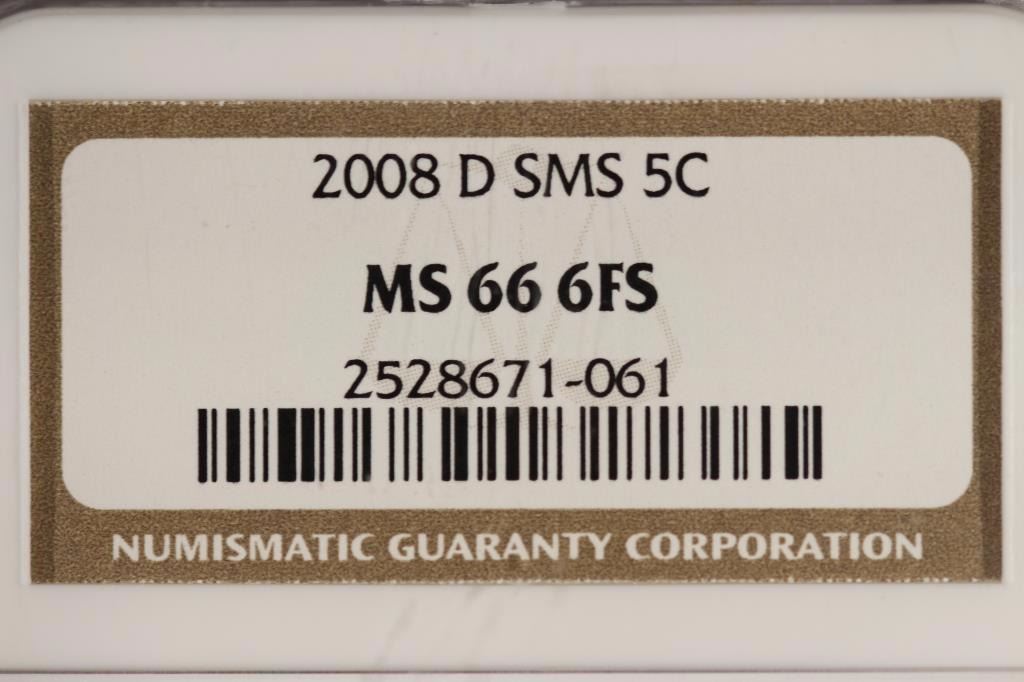 2008 D SMS 5C
MS 66 6FS
2528671-061
NUMISMATIC GUARANTY CORPORATION